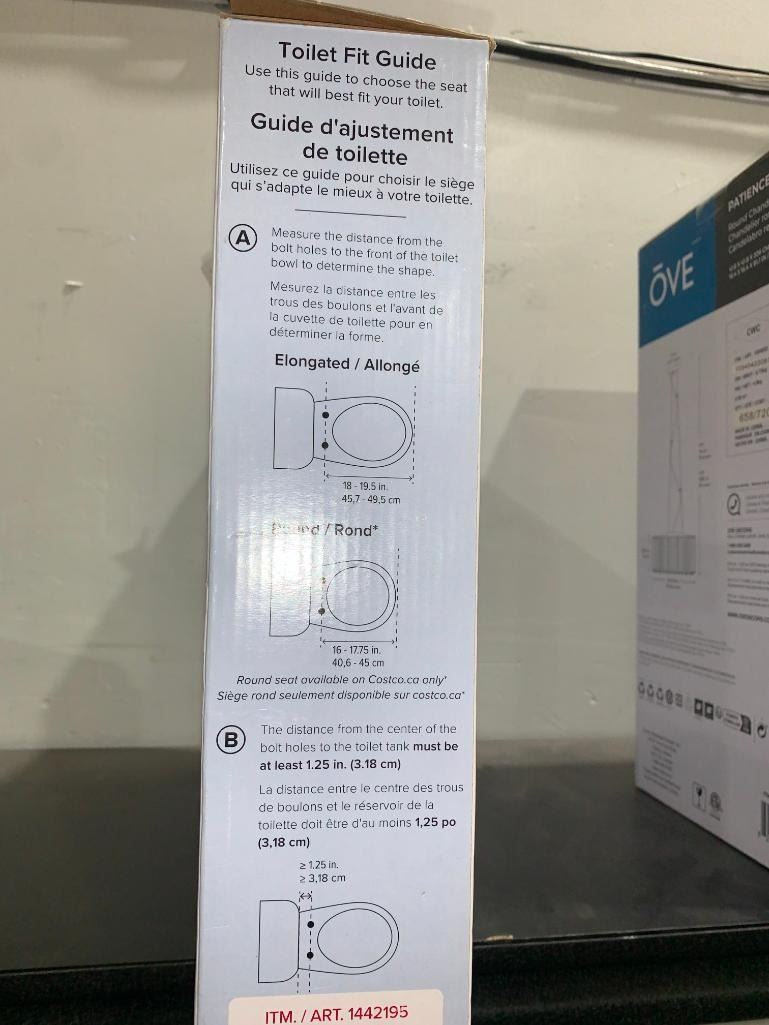 Toilet Fit Guide
Use this guide to choose the seat
that will best fit your toilet.
Guide d'ajustement
de toilette
Utilisez ce guide pour choisir le siège
qui s'adapte le mieux à votre toilette.
A
Measure the distance from the
bolt holes to the front of the toilet
bowl to determine the shape.
Mesurez la distance entre les
trous des boulons et l'avant de
la cuvette de toilette pour en
déterminer la forme.
Elongated / Allongé
18 - 19.5 in.
45,7 - 49,5 cm
Round / Rond*
16 - 17.75 in.
40,6 - 45 cm
Round seat available on Costco.ca only*
Siège rond seulement disponible sur costco.ca*
B
The distance from the center of the
bolt holes to the toilet tank must be
at least 1.25 in. (3.18 cm)
La distance entre le centre des trous
de boulons et le réservoir de la
toilette doit être d'au moins 1,25 po
(3,18 cm)
≥ 1.25 in.
≥ 3,18 cm
ITM. / ART. 1442195
ŌVE
PATIENCE
Round Chand
CWC
658/720